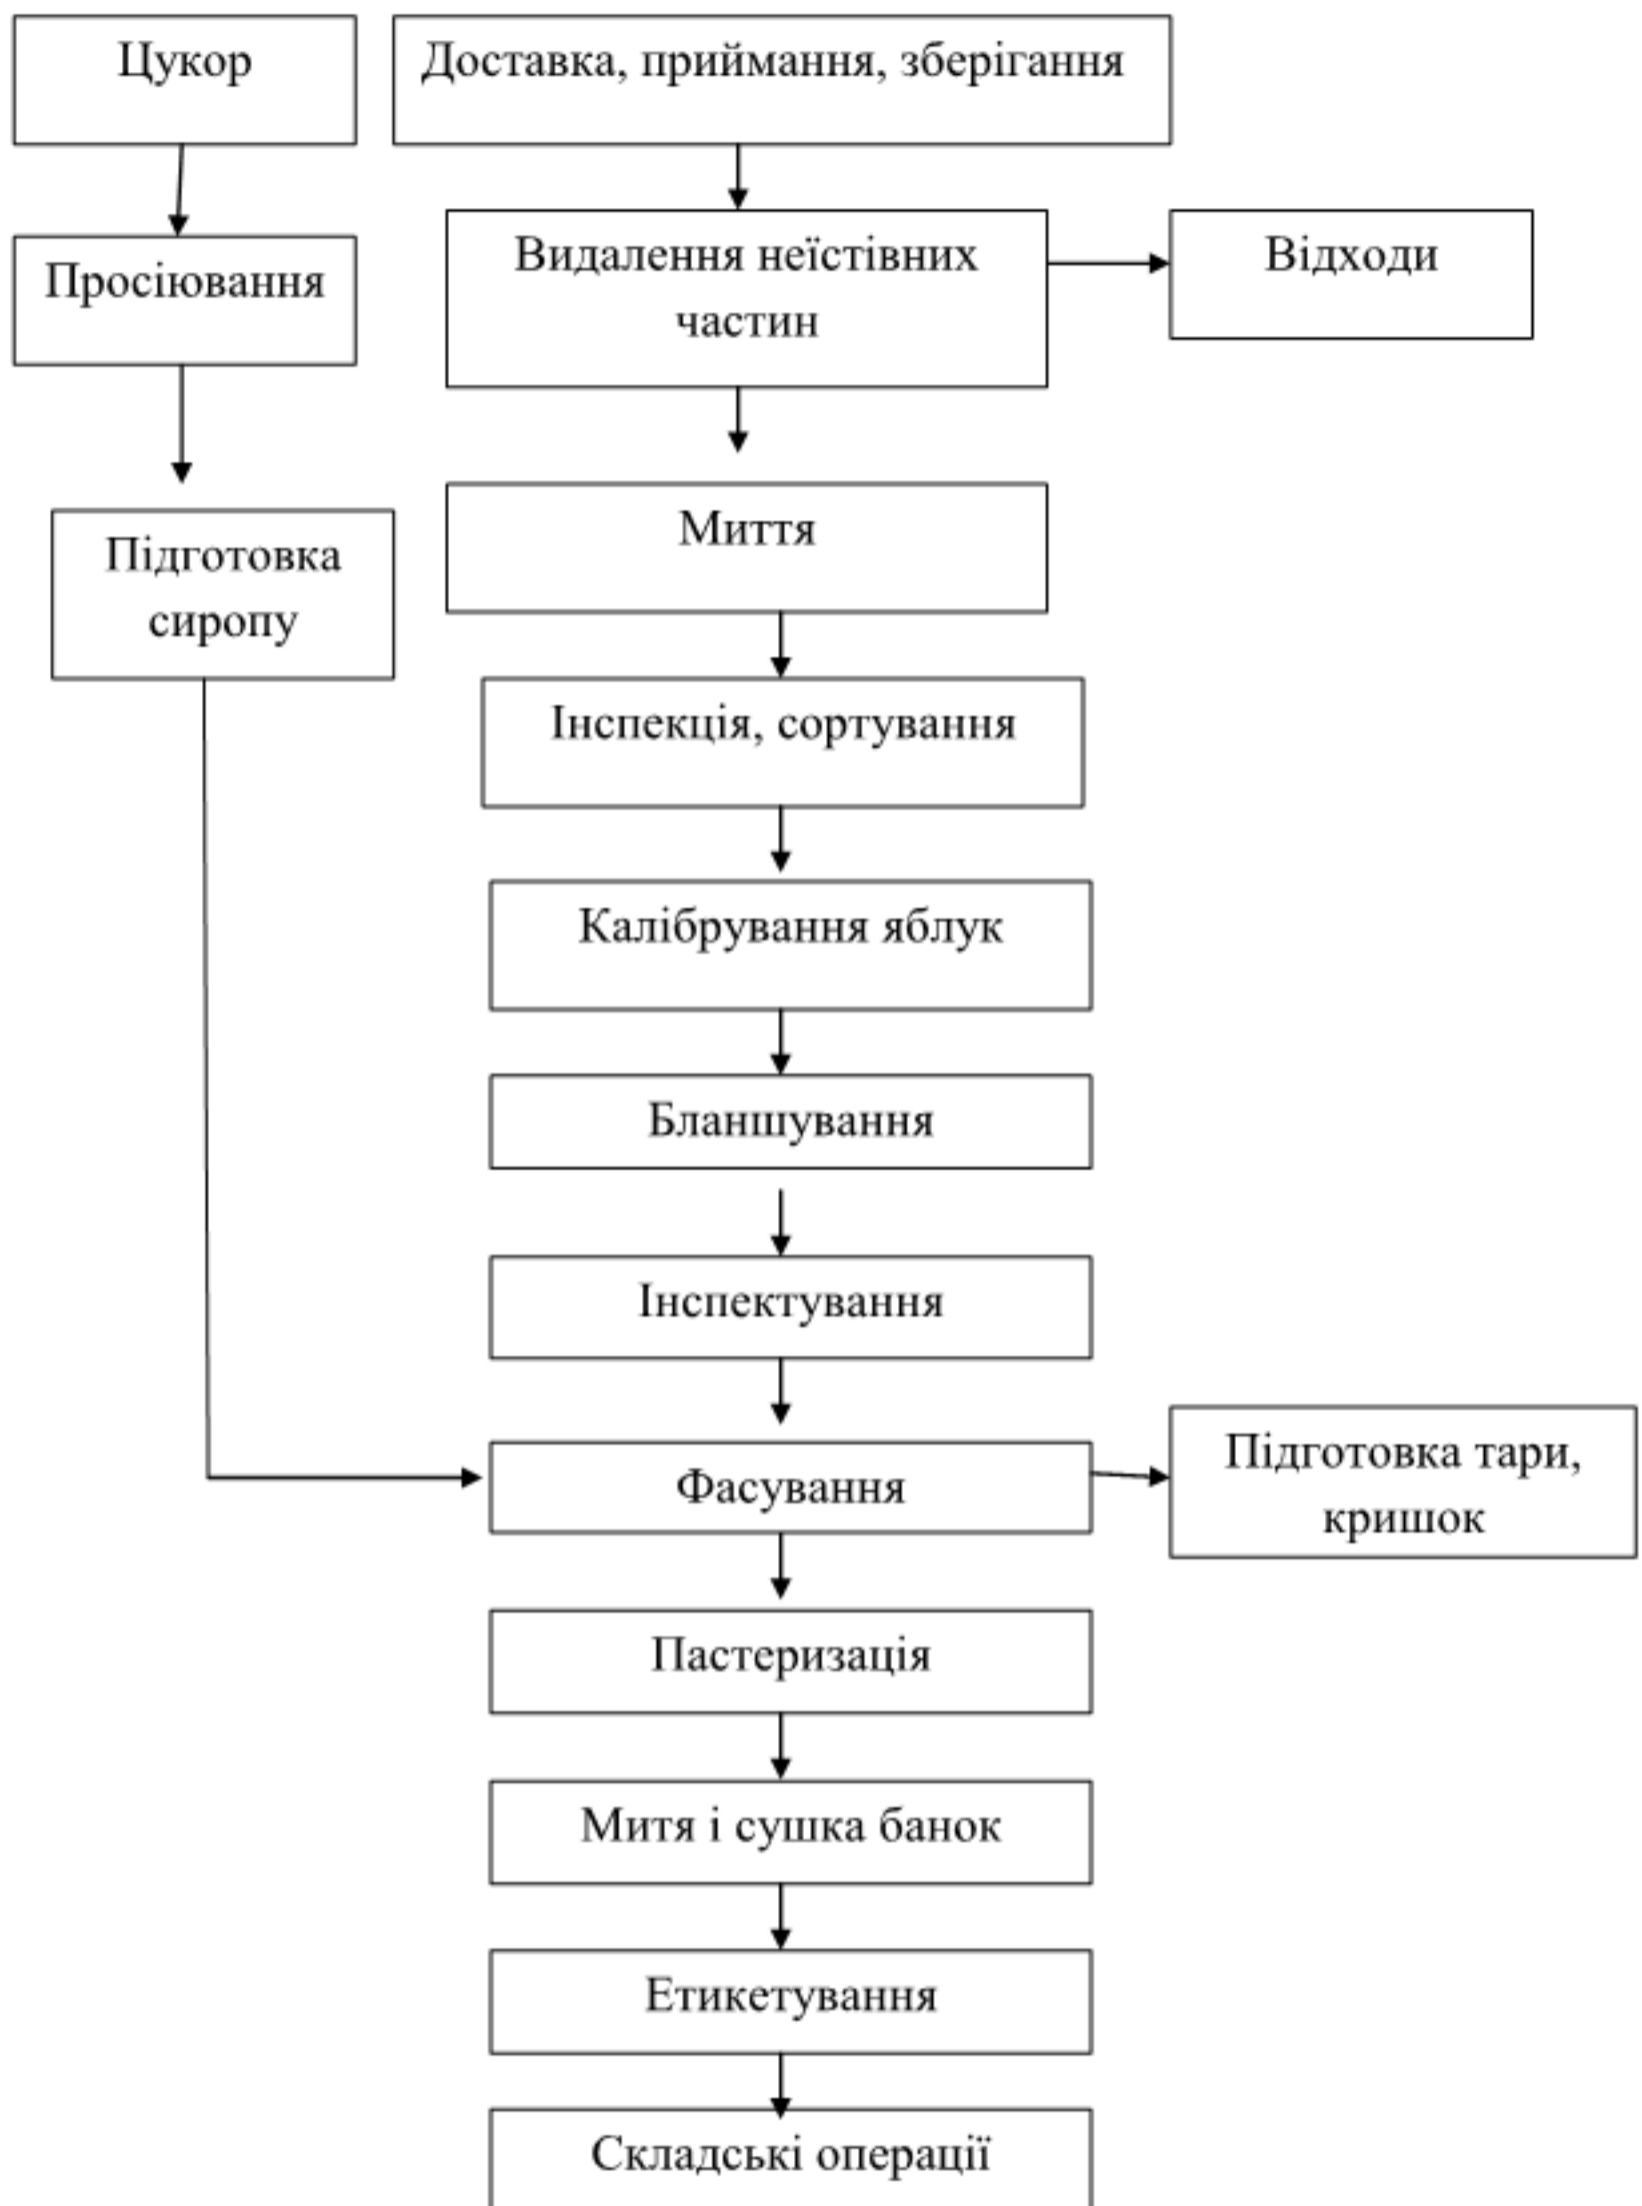 Цукор
Доставка, приймання, зберігання
Просіювання
Видалення неїстівних
частин
Відходи
Підготовка
сиропу
Миття
Інспекція, сортування
Калібрування яблук
Бланшування
Інспектування
Фасування
Підготовка тари,
кришок
Пастеризація
Митя і сушка банок
Етикетування
Складські операції